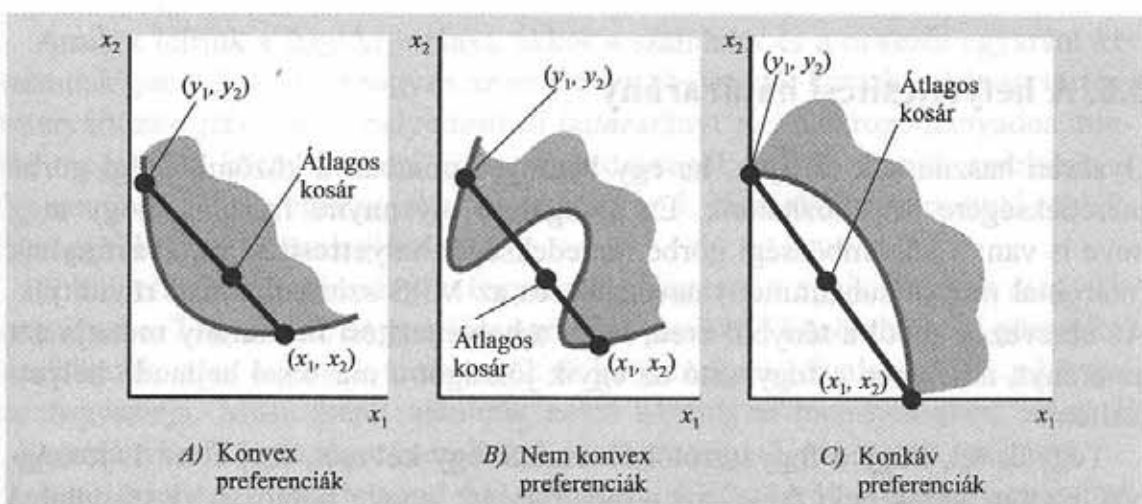 x₂
(y₁, y₂)
Átlagos
kosár
(x₁, x₂)
x₁
A) Konvex
preferenciák
x₂
(y₁, y₂)
Átlagos
kosár
(x₁, x₂)
x₁
B) Nem konvex
preferenciák
x₂
(y₁, y₂)
Átlagos
kosár
(x₁, x₂)
x₁
C) Konkáv
preferenciák